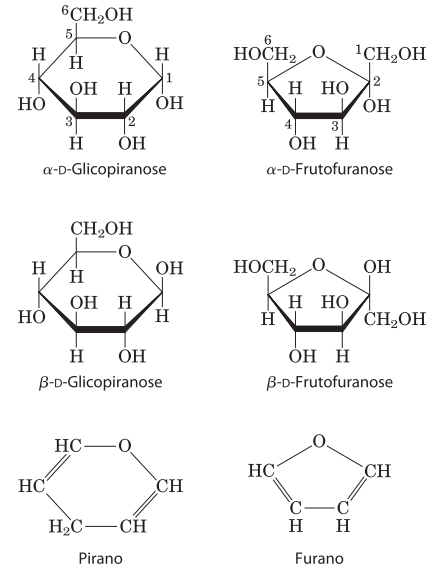 ⁶CH₂OH
5 O
H H H
4 OH H 1
HO OH
3 2
H OH
α-D-Glicopiranose
6
HOCH₂ O ¹CH₂OH
5 H HO 2
H OH
4 3
OH H
α-D-Frutofuranose
CH₂OH
O
H H OH
OH H
HO H
H OH
β-D-Glicopiranose
HOCH₂ O OH
H HO
H CH₂OH
OH H
β-D-Frutofuranose
HC O
HC CH
H₂C CH
Pirano
O
HC CH
C C
H H
Furano